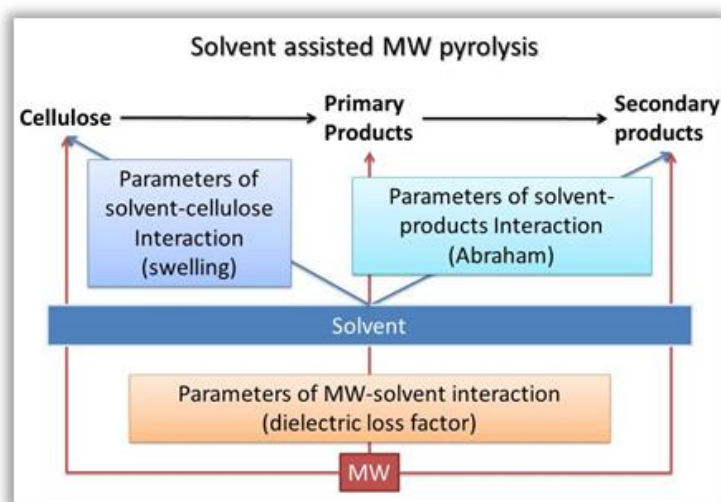 Solvent assisted MW pyrolysis
Cellulose
Primary
Products
Secondary
products
Parameters of
solvent-cellulose
Interaction
(swelling)
Parameters of solvent-
products Interaction
(Abraham)
Solvent
Parameters of MW-solvent interaction
(dielectric loss factor)
MW